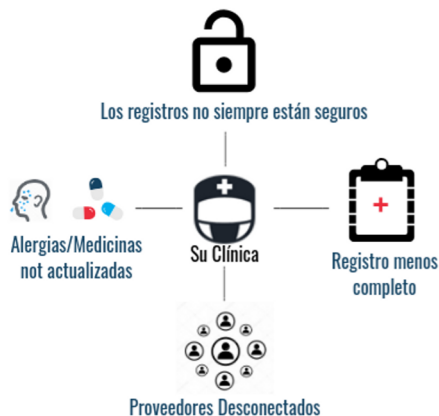 Los registros no siempre están seguros
Alergias/Medicinas
not actualizadas
Su Clínica
Registro menos
completo
Proveedores Desconectados